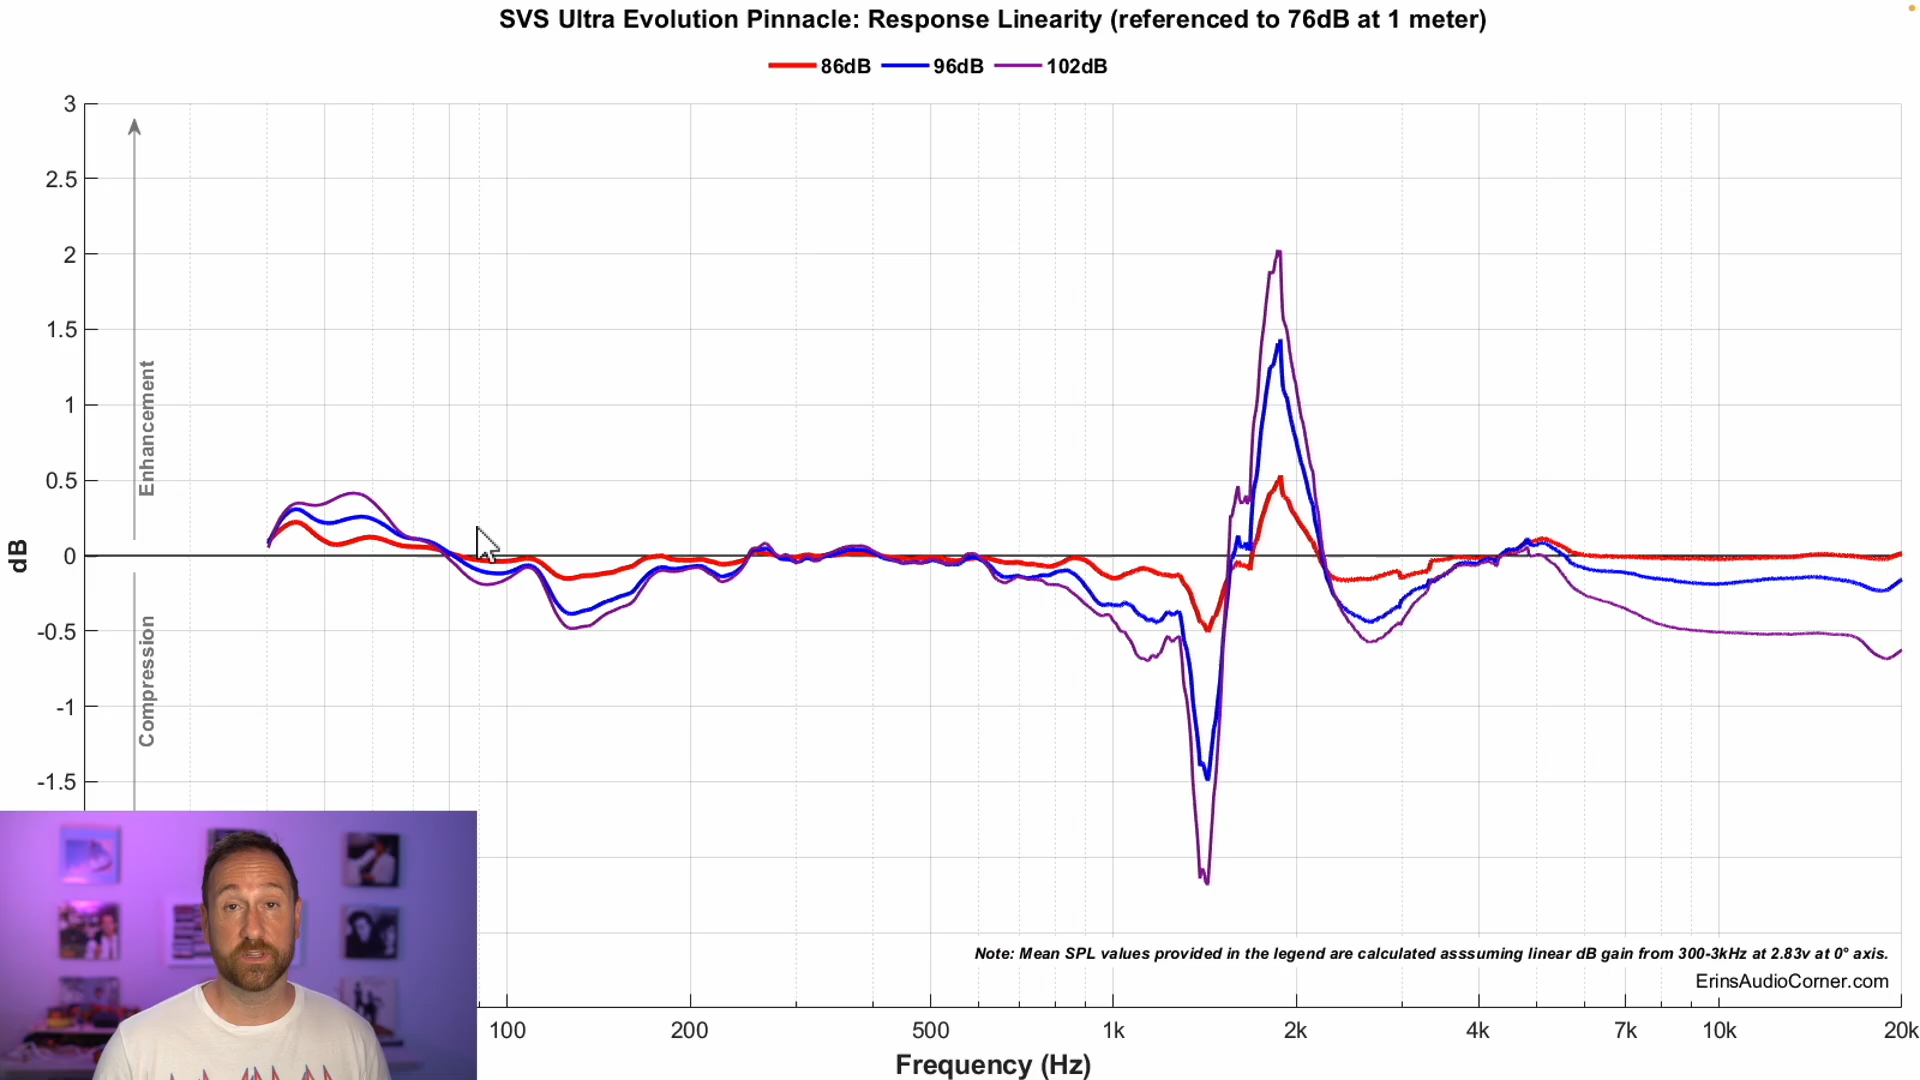 SVS Ultra Evolution Pinnacle: Response Linearity (referenced to 76dB at 1 meter)
86dB 96dB 102dB
3
2.5
2
1.5
1
0.5
0
-0.5
-1
-1.5
Enhancement
Compression
dB
Note: Mean SPL values provided in the legend are calculated asssuming linear dB gain from 300-3kHz at 2.83v at 0° axis.
ErinsAudioCorner.com
100 200 500 1k 2k 4k 7k 10k 20k
Frequency (Hz)